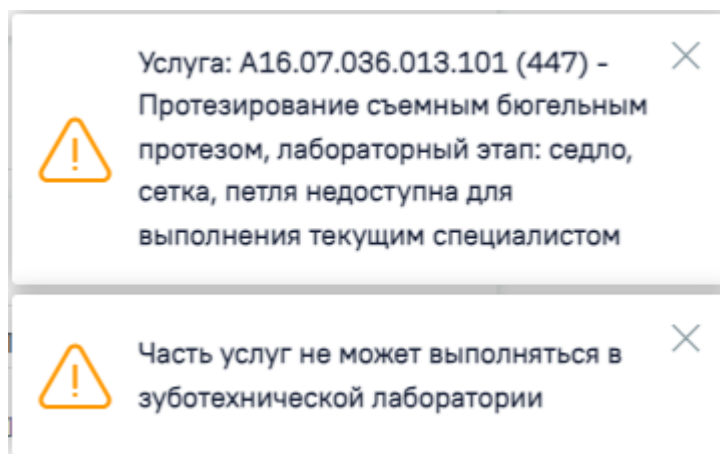 Услуга: A16.07.036.013.101 (447) -
Протезирование съемным бюгельным
протезом, лабораторный этап: седло,
сетка, петля недоступна для
выполнения текущим специалистом
Часть услуг не может выполняться в
зуботехнической лаборатории